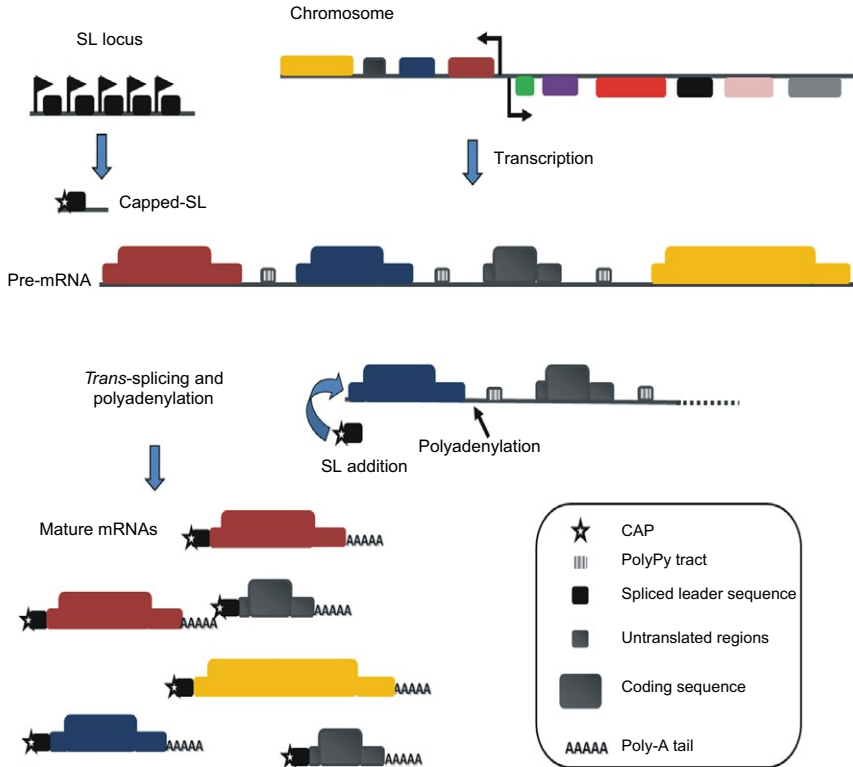 Chromosome
SL locus
Transcription
Capped-SL
Pre-mRNA
Trans-splicing and
polyadenylation
Polyadenylation
SL addition
Mature mRNAs
AAAAA
AAAAA
AAAAA
AAAAA
AAAAA
AAAAA
CAP
PolyPy tract
Spliced leader sequence
Untranslated regions
Coding sequence
AAAAA Poly-A tail